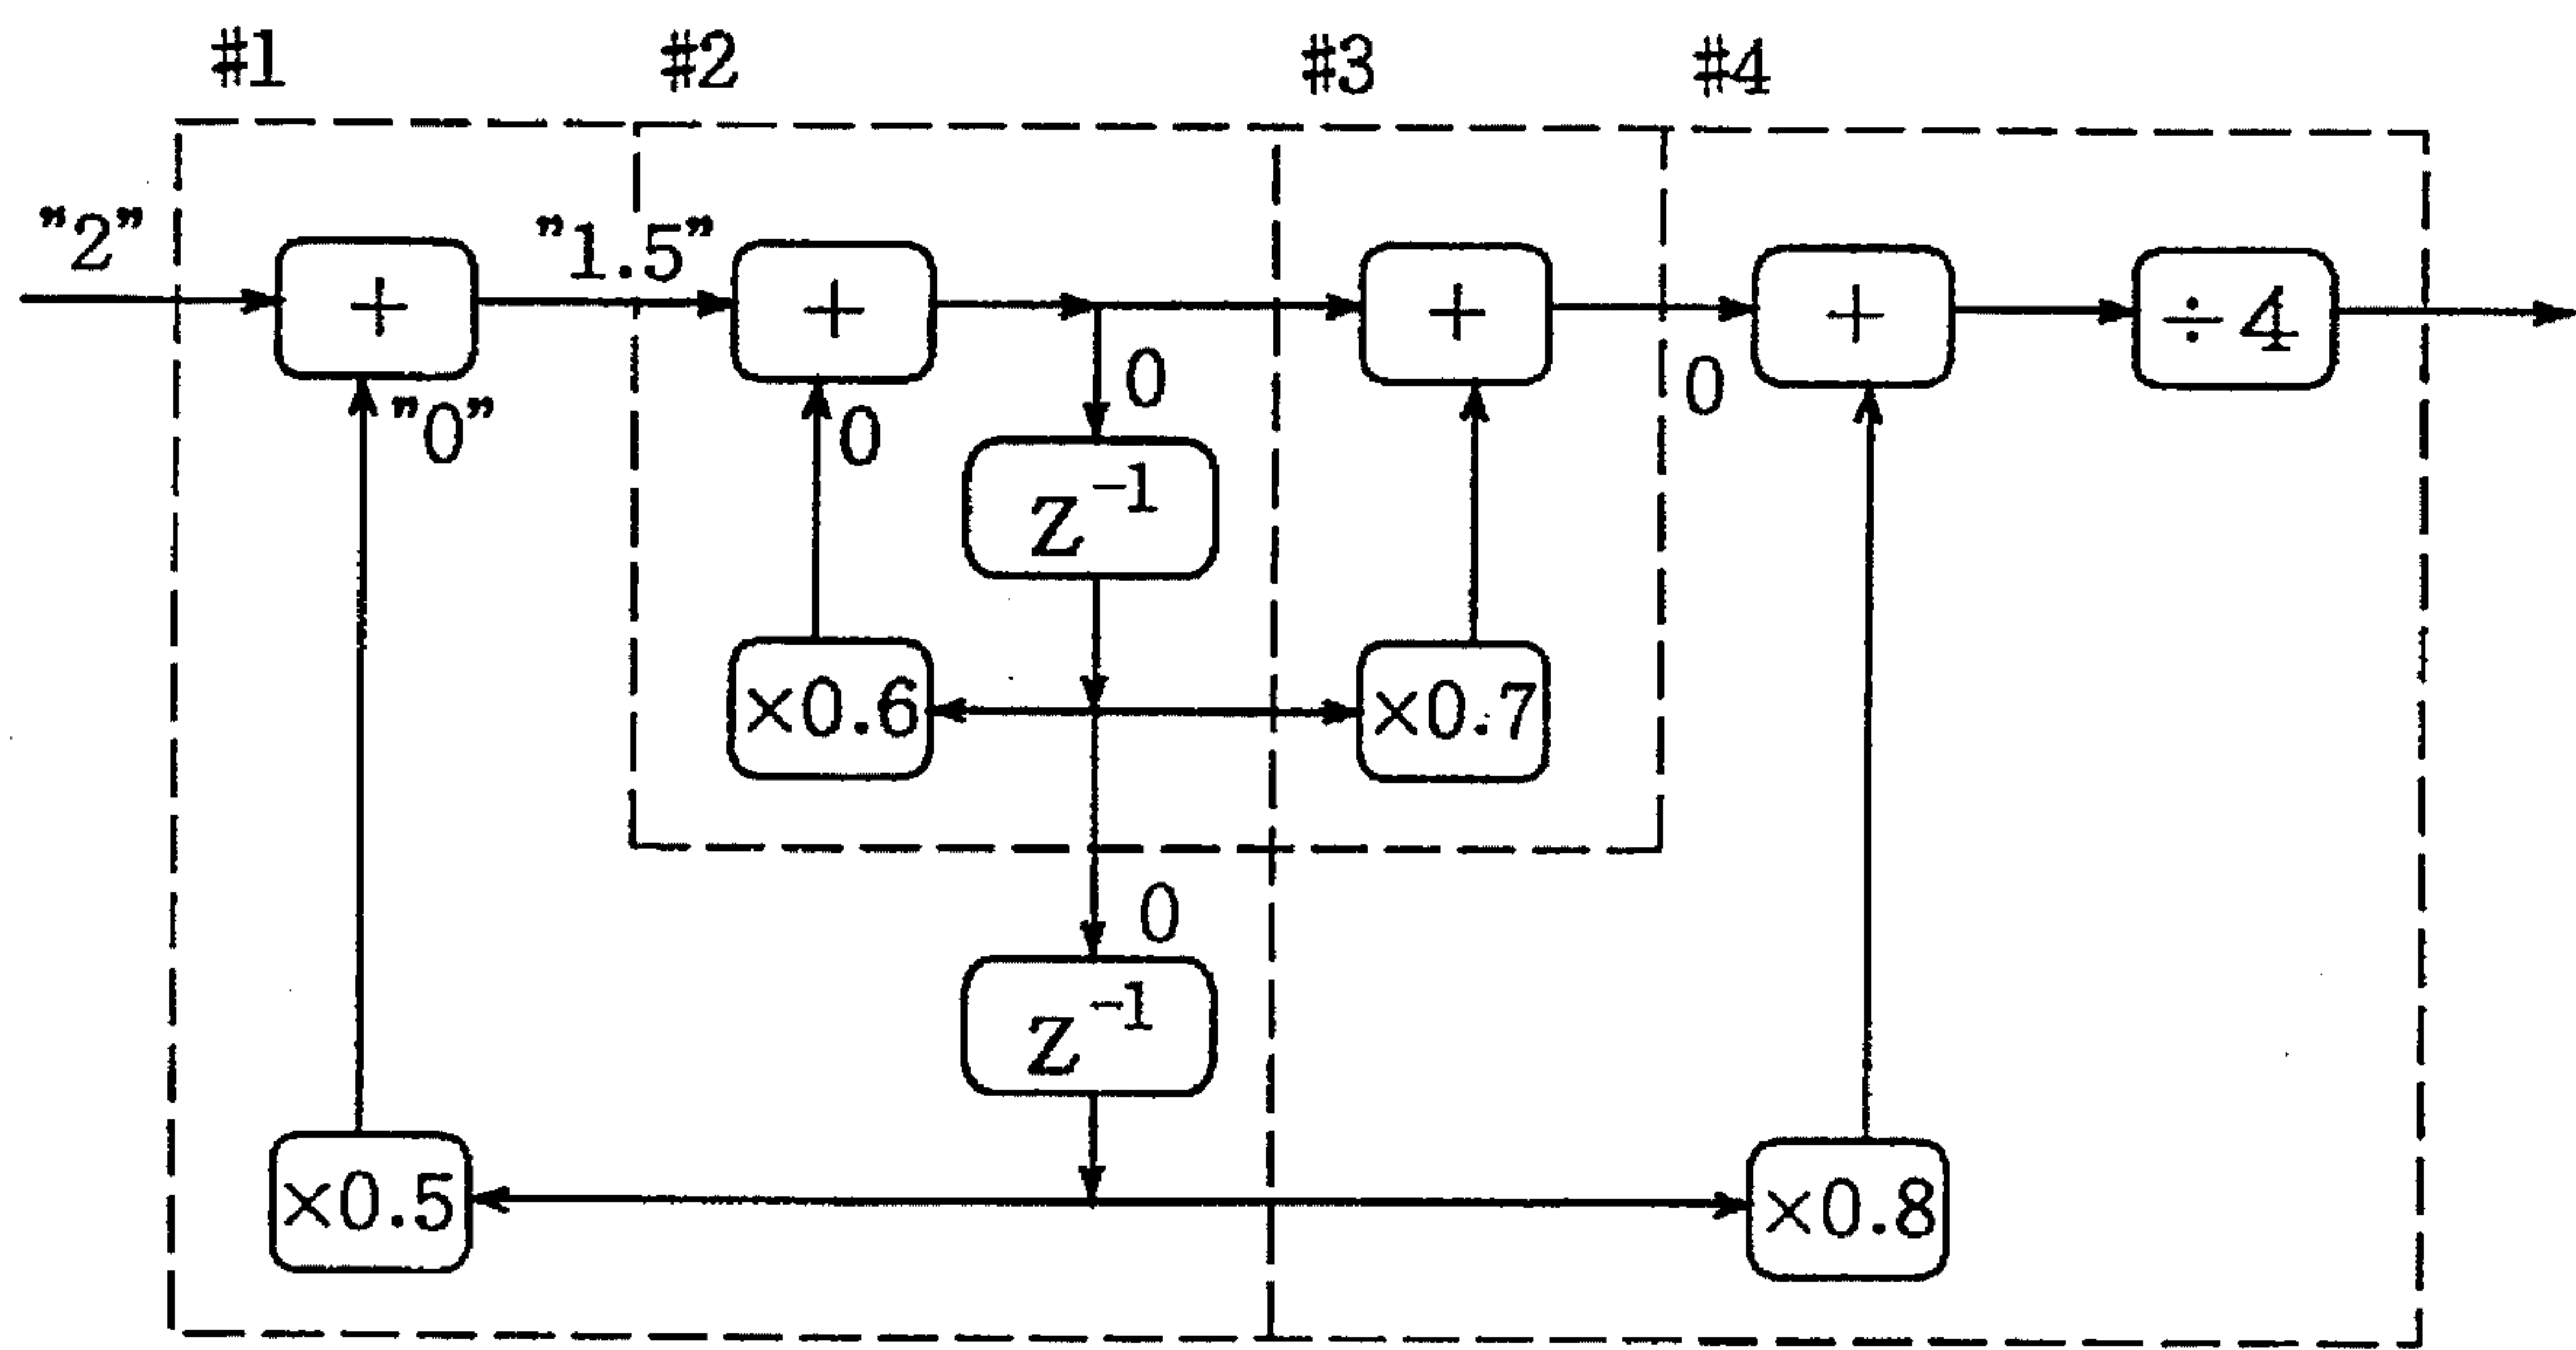 #1 #2 #3 #4
"2" + "1.5" + + + ÷4
"0" 0 0 0
z⁻¹
×0.6 ×0.7
0
z⁻¹
×0.5 ×0.8